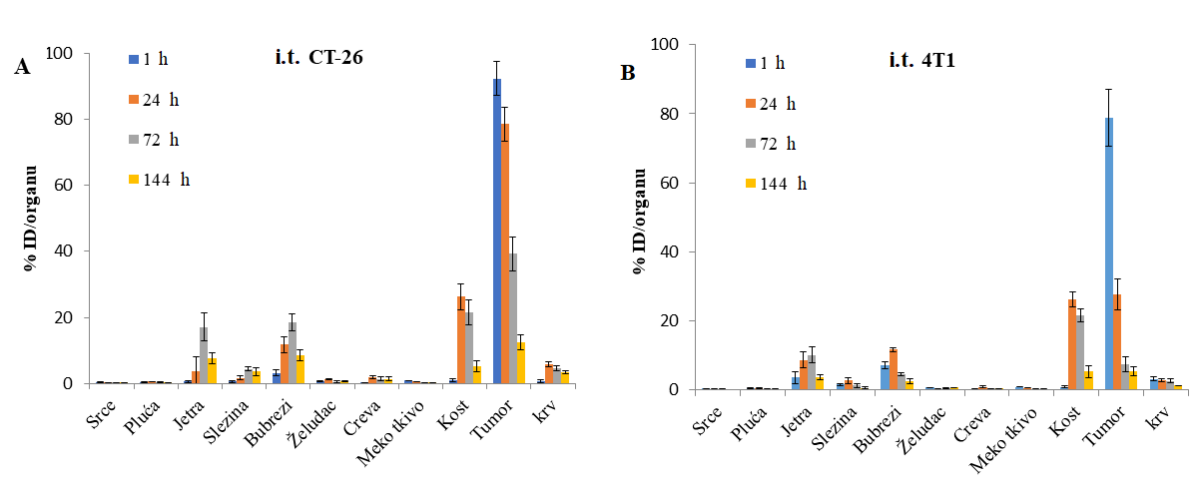 A
i.t. CT-26
1 h
24 h
72 h
144 h
% ID/organu
100
80
60
40
20
0
Srce
Pluća
Jetra
Slezina
Bubrezi
Želudac
Creva
Meko tkivo
Kost
Tumor
krv
B
i.t. 4T1
1 h
24 h
72 h
144 h
% ID/organu
100
80
60
40
20
0
Srce
Pluća
Jetra
Slezina
Bubrezi
Želudac
Creva
Meko tkivo
Kost
Tumor
krv